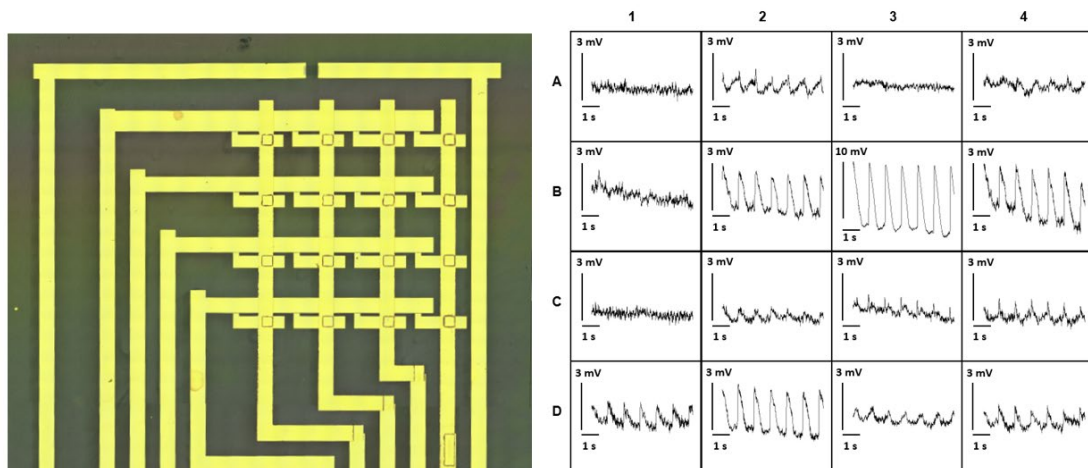 1 2 3 4
A
3 mV 3 mV 3 mV 3 mV
1 s 1 s 1 s 1 s
B
3 mV 3 mV 10 mV 3 mV
1 s 1 s 1 s 1 s
C
3 mV 3 mV 3 mV 3 mV
1 s 1 s 1 s 1 s
D
3 mV 3 mV 3 mV 3 mV
1 s 1 s 1 s 1 s